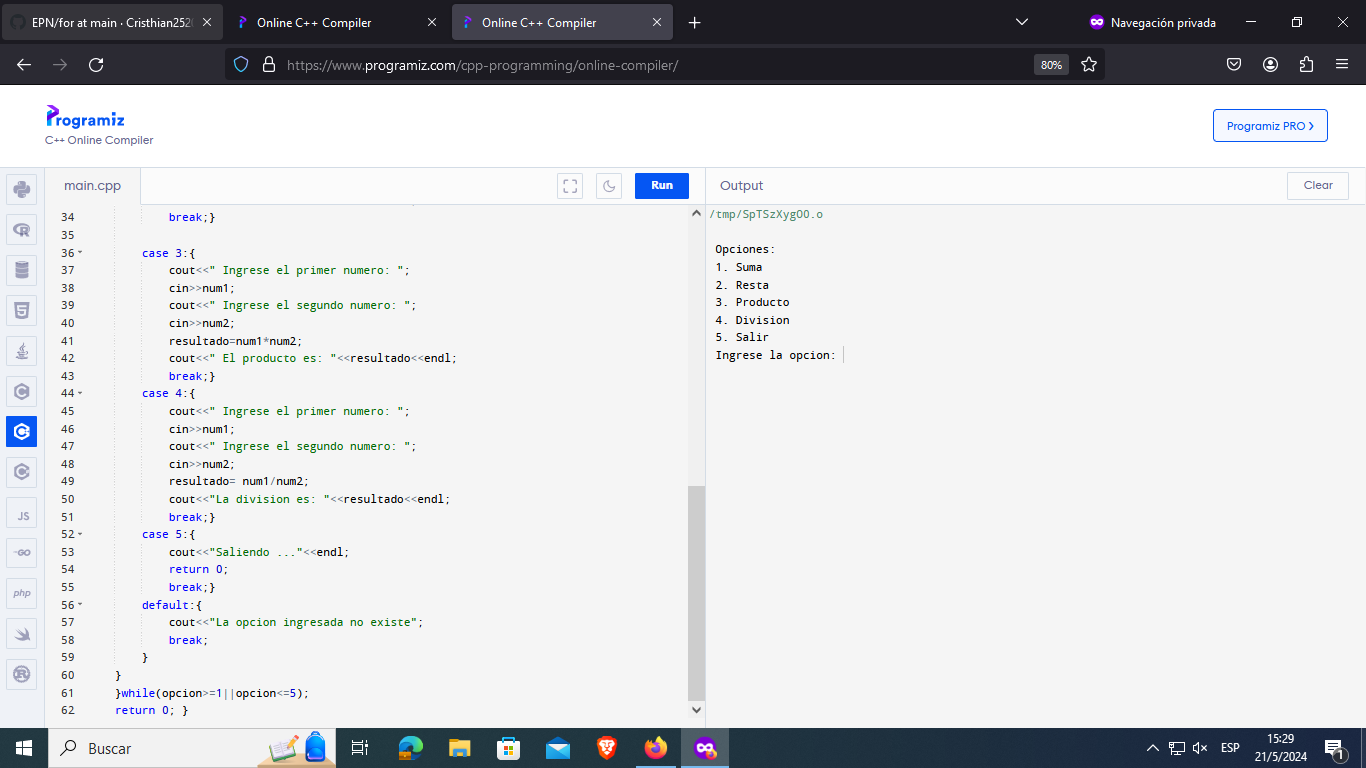 EPN/for at main · Cristhian252
Online C++ Compiler
Online C++ Compiler
Navegación privada
https://www.programiz.com/cpp-programming/online-compiler/
80%
Programiz
C++ Online Compiler
Programiz PRO
main.cpp
Run
Output
Clear
34 break;}
35
36 case 3:{
37 cout<<" Ingrese el primer numero: ";
38 cin>>num1;
39 cout<<" Ingrese el segundo numero: ";
40 cin>>num2;
41 resultado=num1*num2;
42 cout<<" El producto es: "<<resultado<<endl;
43 break;}
44 case 4:{
45 cout<<" Ingrese el primer numero: ";
46 cin>>num1;
47 cout<<" Ingrese el segundo numero: ";
48 cin>>num2;
49 resultado= num1/num2;
50 cout<<"La division es: "<<resultado<<endl;
51 break;}
52 case 5:{
53 cout<<"Saliendo ..."<<endl;
54 return 0;
55 break;}
56 default:{
57 cout<<"La opcion ingresada no existe";
58 break;
59 }
60 }
61 }while(opcion>=1||opcion<=5);
62 return 0; }
/tmp/SpTSzXygOO.o
Opciones:
1. Suma
2. Resta
3. Producto
4. Division
5. Salir
Ingrese la opcion:
JS
GO
php
Buscar
ESP
15:29
21/5/2024
1